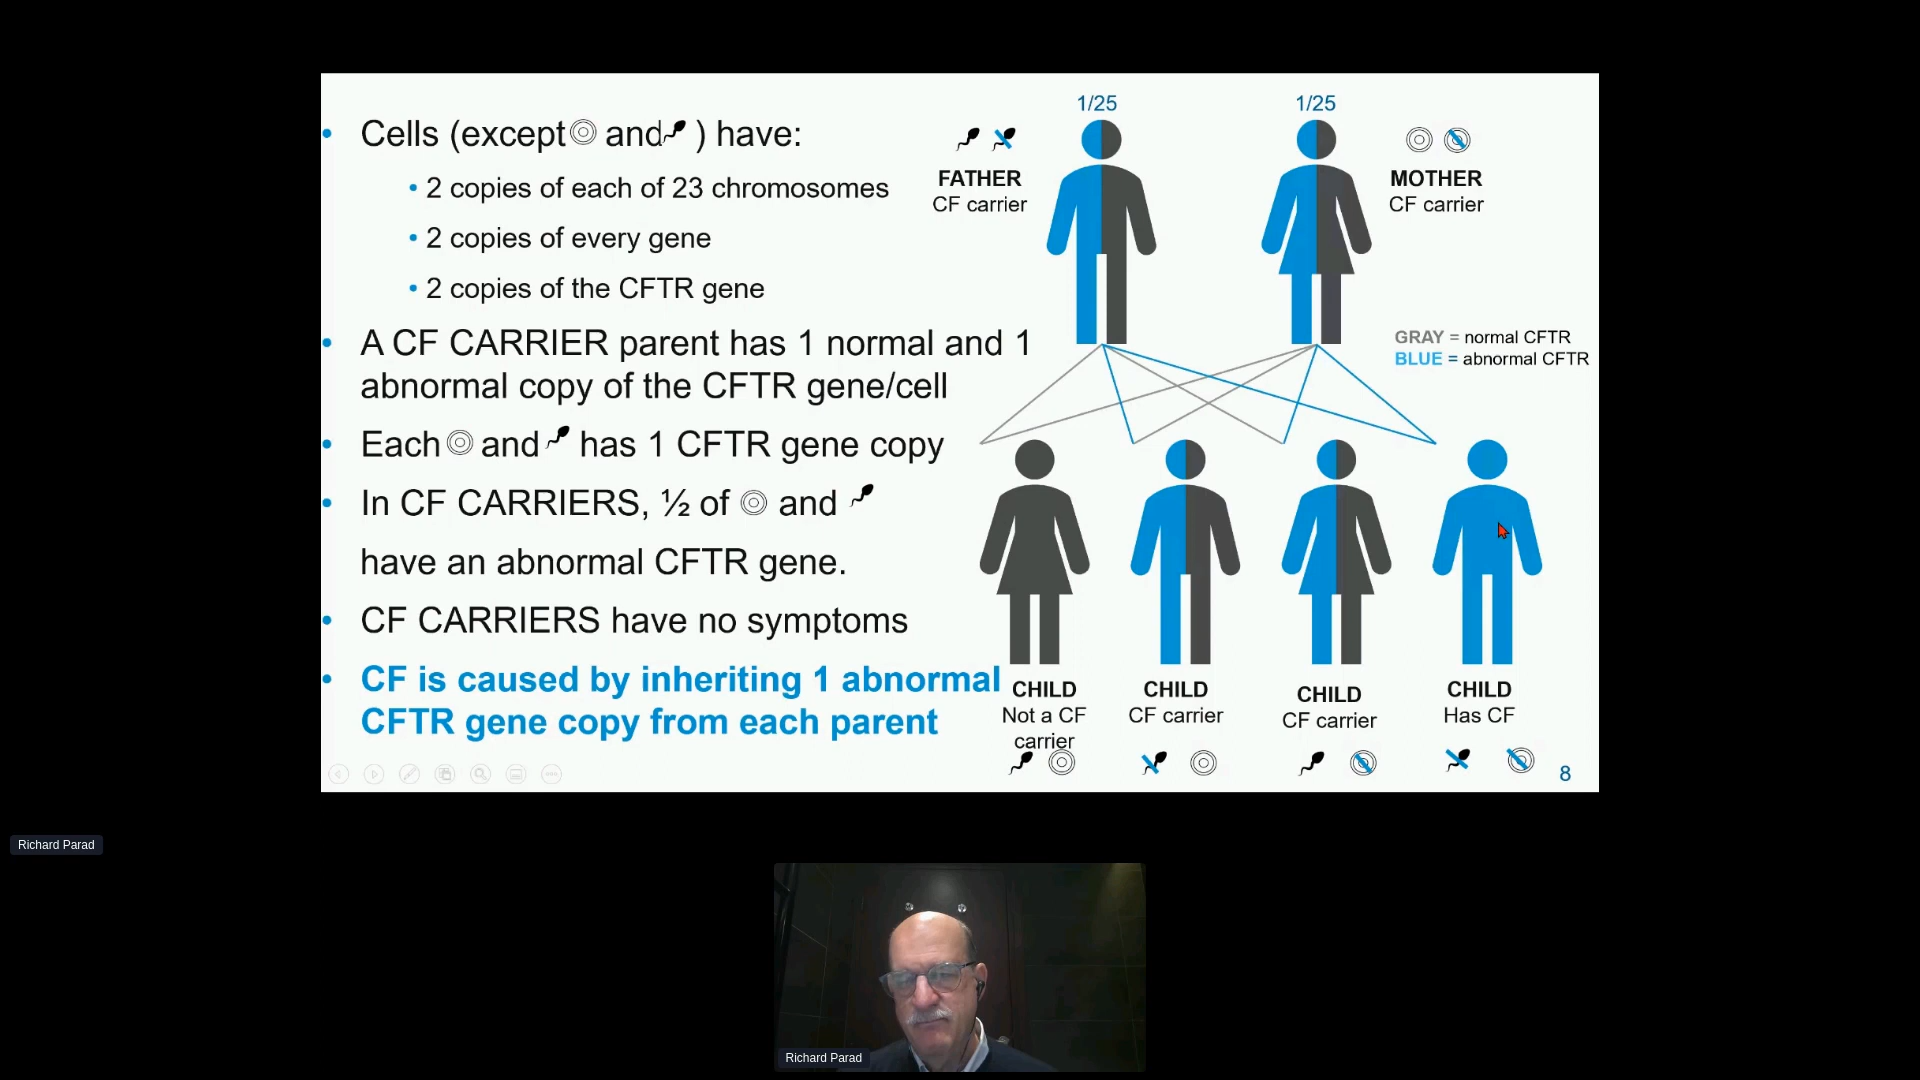 Cells (except and ) have:
2 copies of each of 23 chromosomes
2 copies of every gene
2 copies of the CFTR gene
A CF CARRIER parent has 1 normal and 1
abnormal copy of the CFTR gene/cell
Each and has 1 CFTR gene copy
In CF CARRIERS, ½ of and
have an abnormal CFTR gene.
CF CARRIERS have no symptoms
CF is caused by inheriting 1 abnormal
CFTR gene copy from each parent
1/25
1/25
FATHER
CF carrier
MOTHER
CF carrier
GRAY = normal CFTR
BLUE = abnormal CFTR
CHILD
Not a CF
carrier
CHILD
CF carrier
CHILD
CF carrier
CHILD
Has CF
8
Richard Parad
Richard Parad